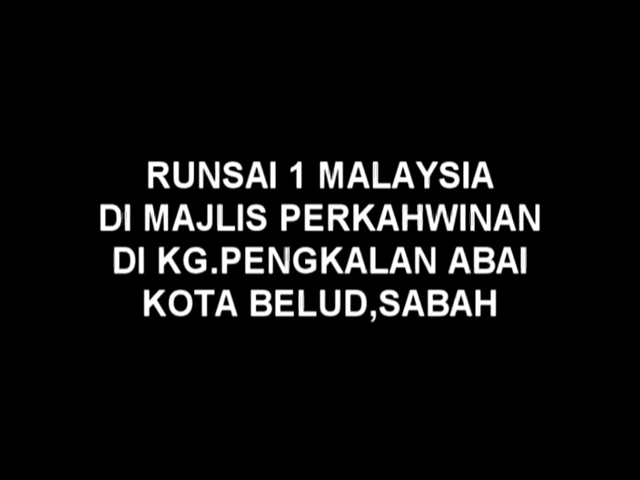 RUNSAI 1 MALAYSIA
DI MAJLIS PERKAHWINAN
DI KG.PENGKALAN ABAI
KOTA BELUD,SABAH